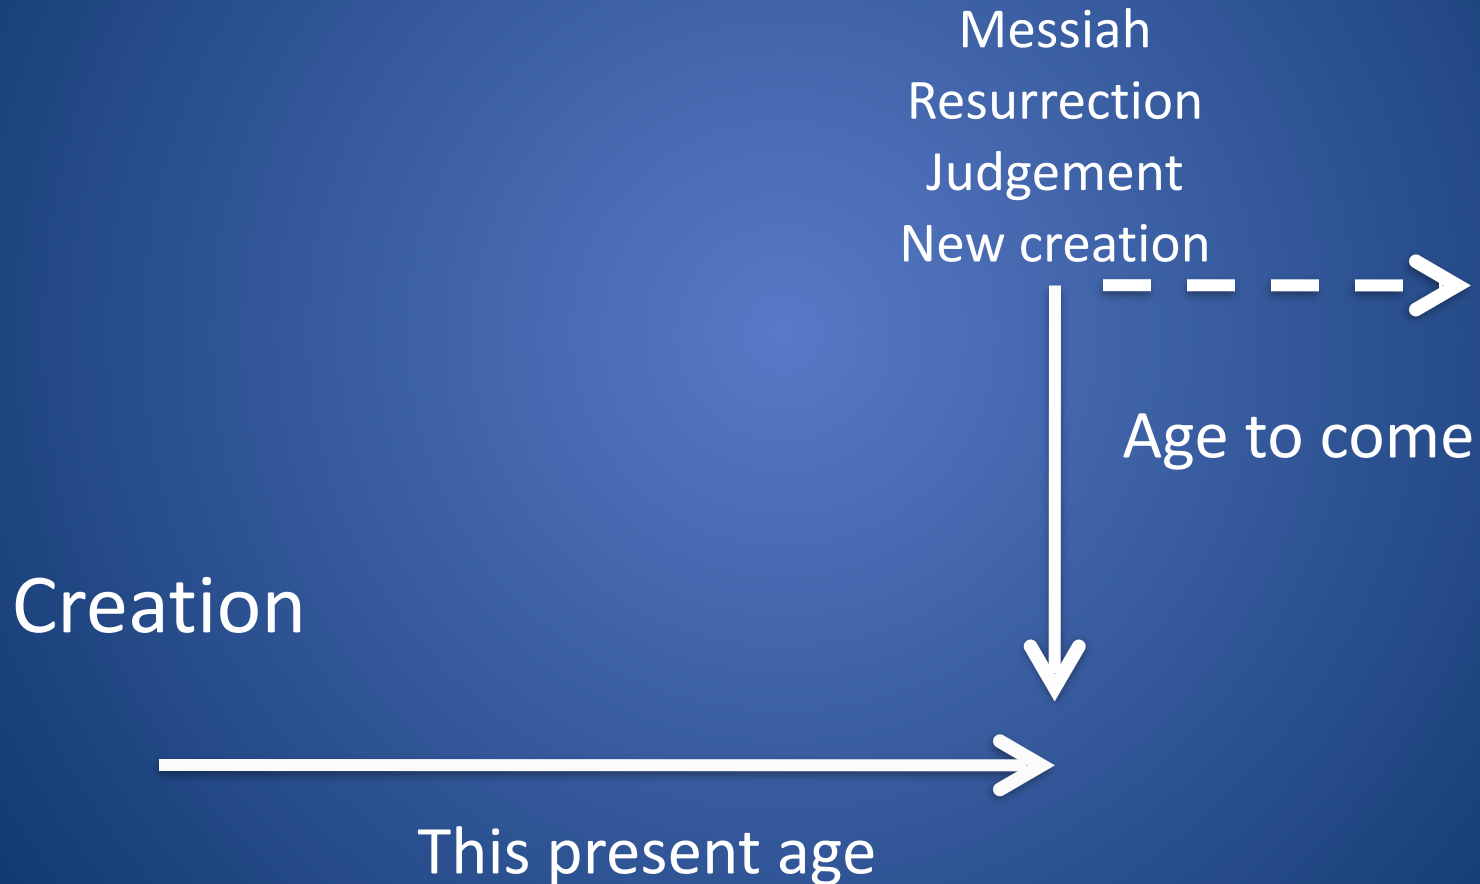 Messiah
Resurrection
Judgement
New creation
Age to come
Creation
This present age